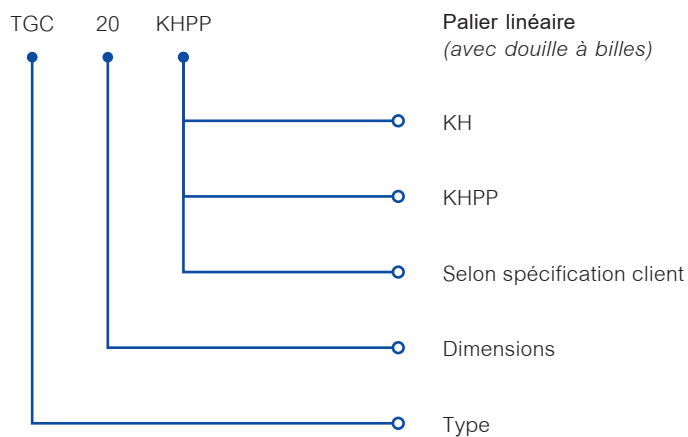 TGC 20 KHPP
Palier linéaire
(avec douille à billes)
KH
KHPP
Selon spécification client
Dimensions
Type